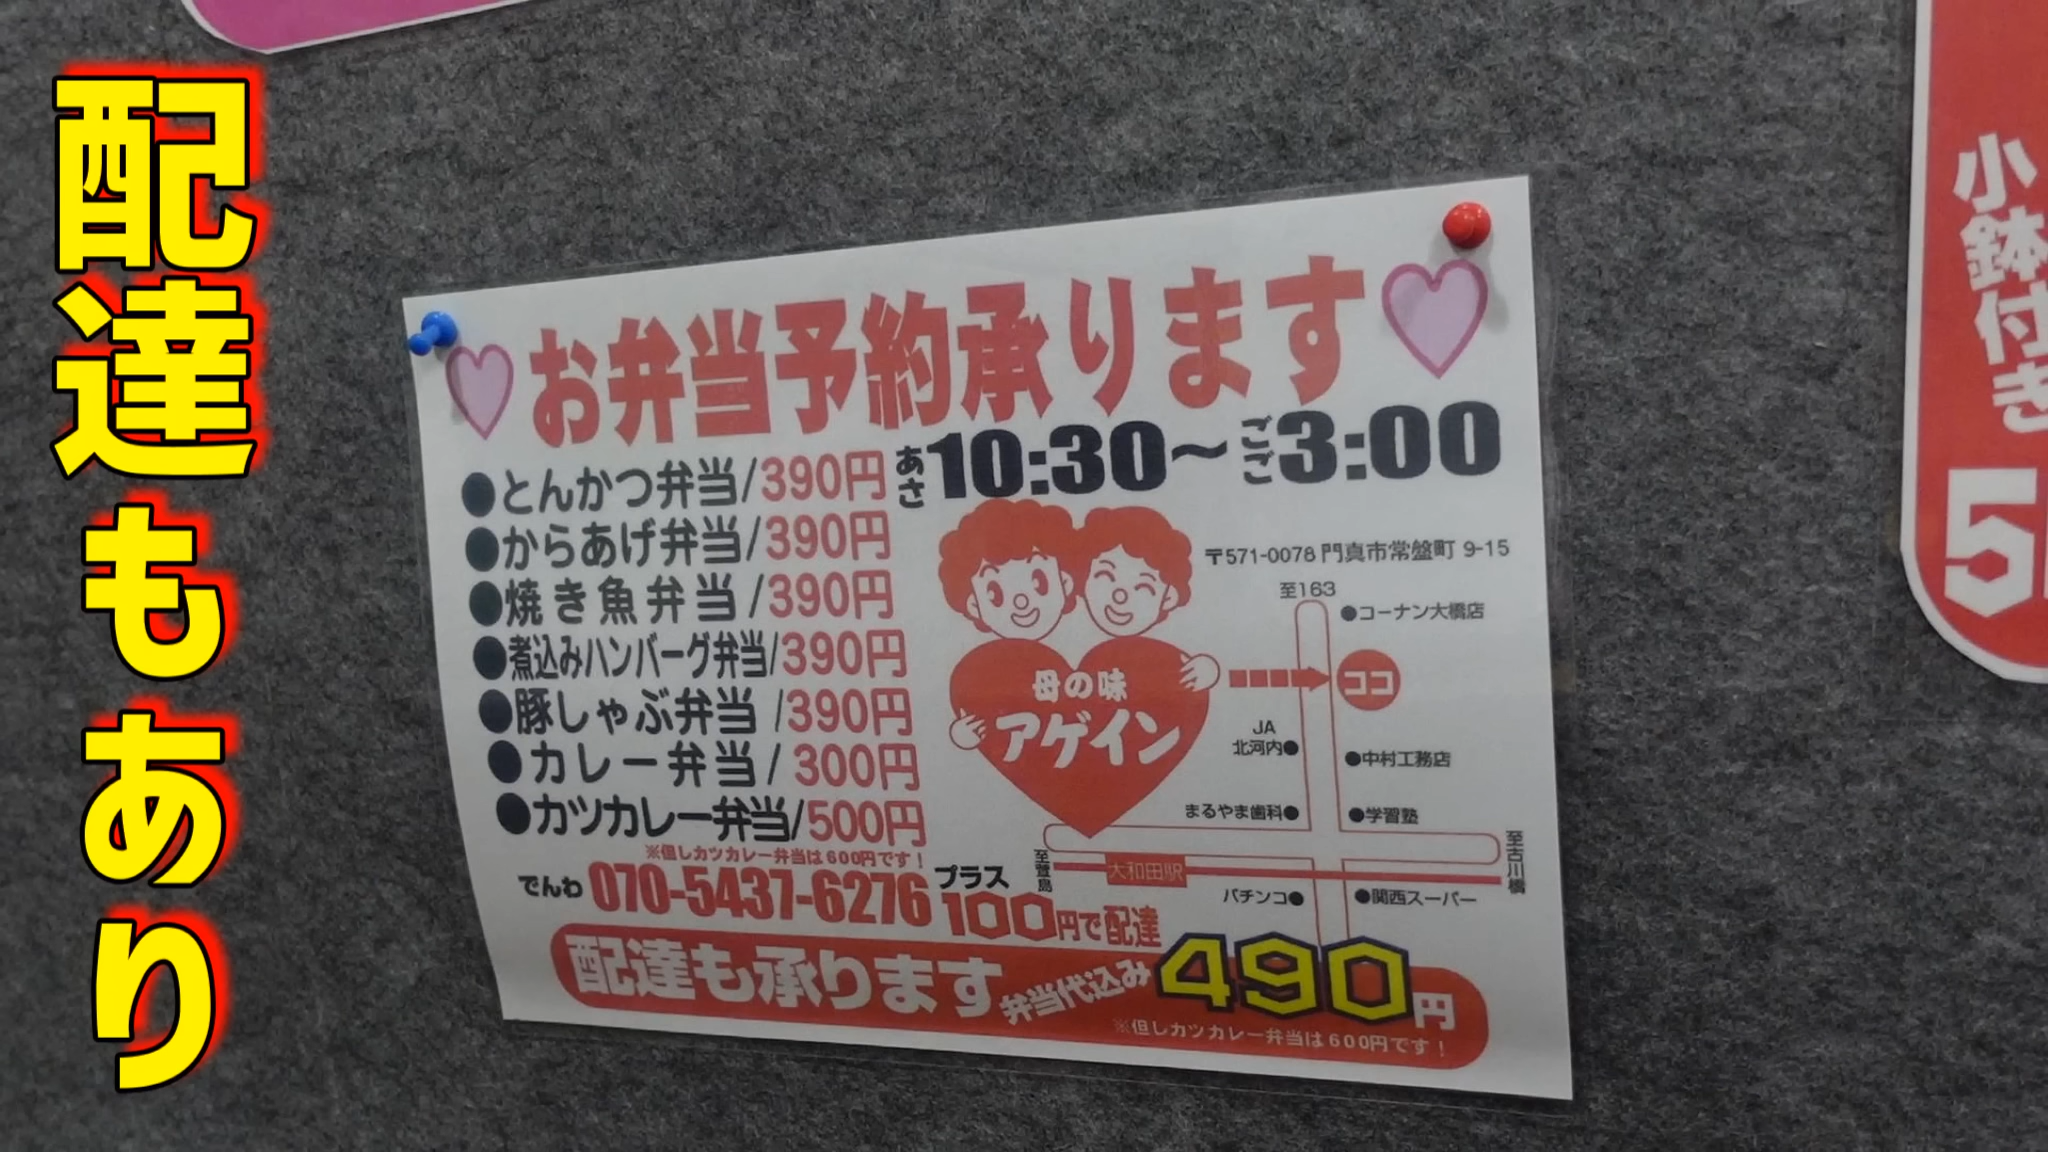 配達もあり
お弁当予約承ります
あさ10:30〜ごご3:00
●とんかつ弁当/390円
●からあげ弁当/390円
●焼き魚弁当/390円
●煮込みハンバーグ弁当/390円
●豚しゃぶ弁当/390円
●カレー弁当/300円
●カツカレー弁当/500円
※但しカツカレー弁当は600円です!
でんわ 070-5437-6276
プラス
100円で配達
配達も承ります 弁当代込み 490円
※但しカツカレー弁当は600円です!
母の味
アゲイン
〒571-0078 門真市常盤町 9-15
至163
●コーナン大橋店
ココ
JA
北河内●
●中村工務店
まるやま歯科●
●学習塾
至萱島
大和田駅
至古川橋
パチンコ●
●関西スーパー
小鉢付き
5